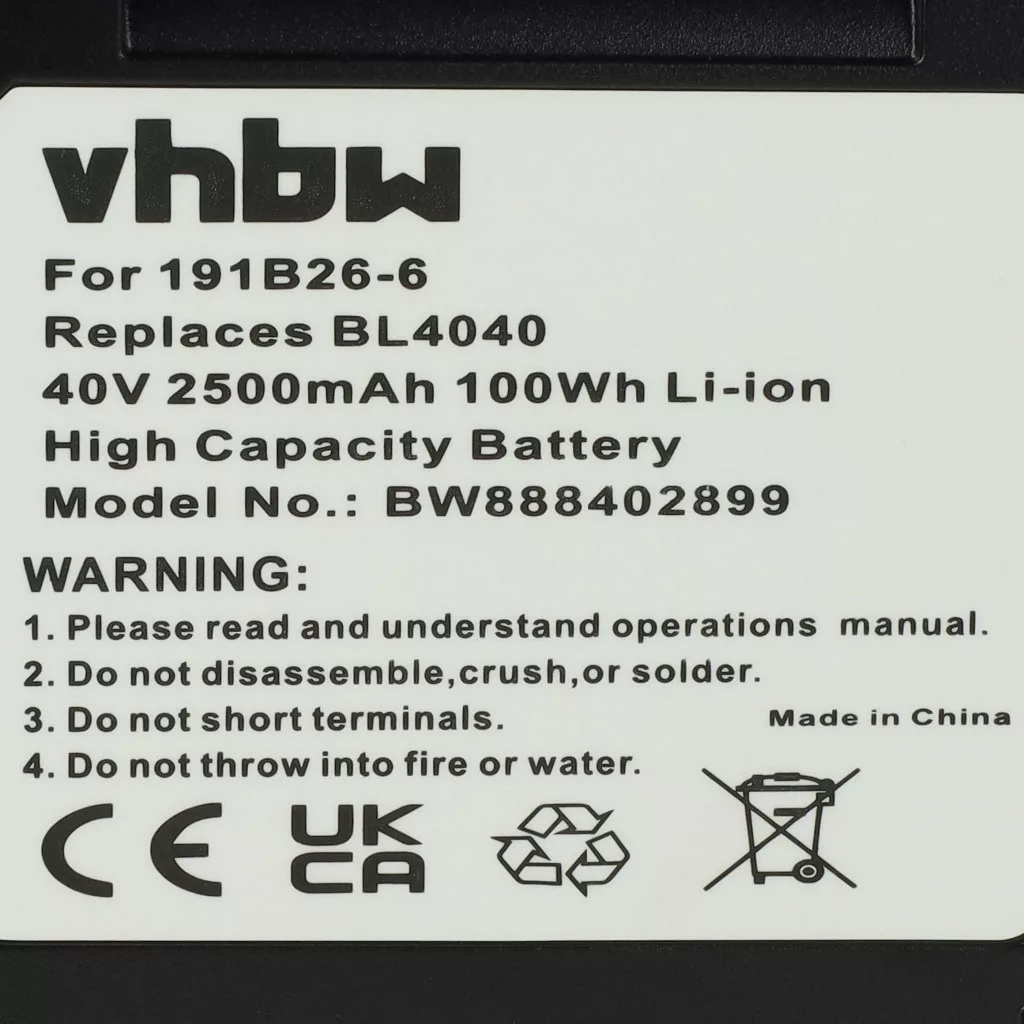 vhbw
For 191B26-6
Replaces BL4040
40V 2500mAh 100Wh Li-ion
High Capacity Battery
Model No.: BW888402899
WARNING:
1. Please read and understand operations manual.
2. Do not disassemble,crush,or solder.
3. Do not short terminals.
Made in China
4. Do not throw into fire or water.
CE
UK
CA